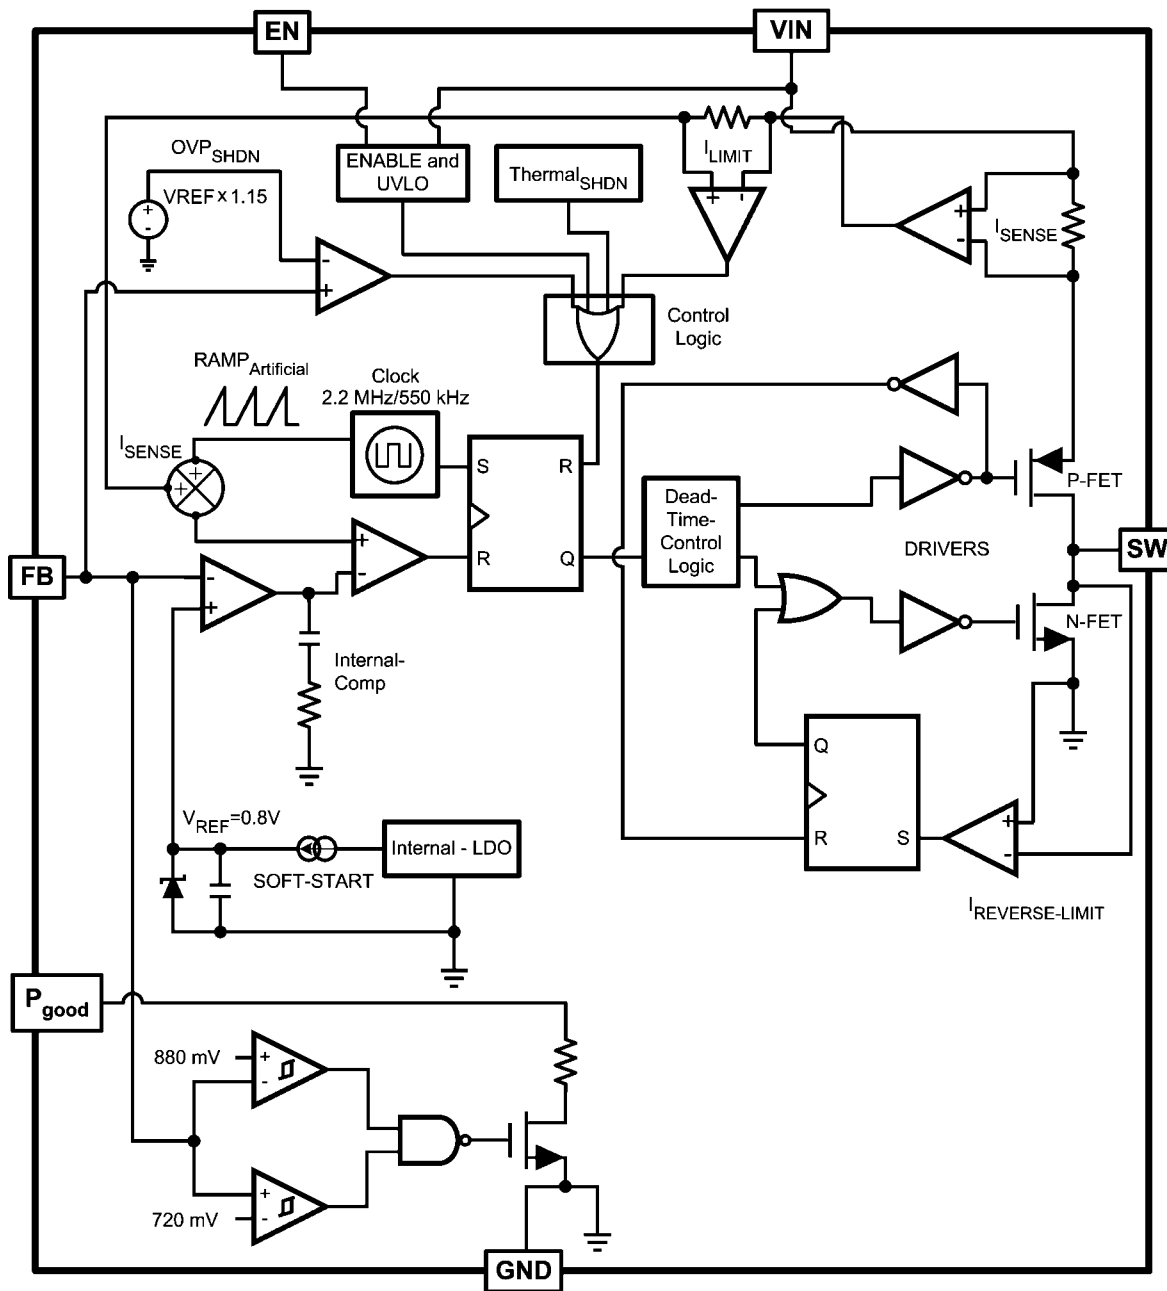 EN
VIN
OVPSHDN
VREF x 1.15
+
-
ENABLE and
UVLO
ThermalSHDN
ILIMIT
+
-
+
-
ISENSE
-
+
Control
Logic
RAMPArtificial
Clock
2.2 MHz/550 kHz
ISENSE
+
+
S
R
R
Q
Dead-
Time-
Control
Logic
P-FET
DRIVERS
SW
FB
-
+
+
-
N-FET
Internal-
Comp
Q
R
S
+
-
IREVERSE-LIMIT
VREF=0.8V
SOFT-START
Internal - LDO
Pgood
880 mV
+
-
+
-
720 mV
GND